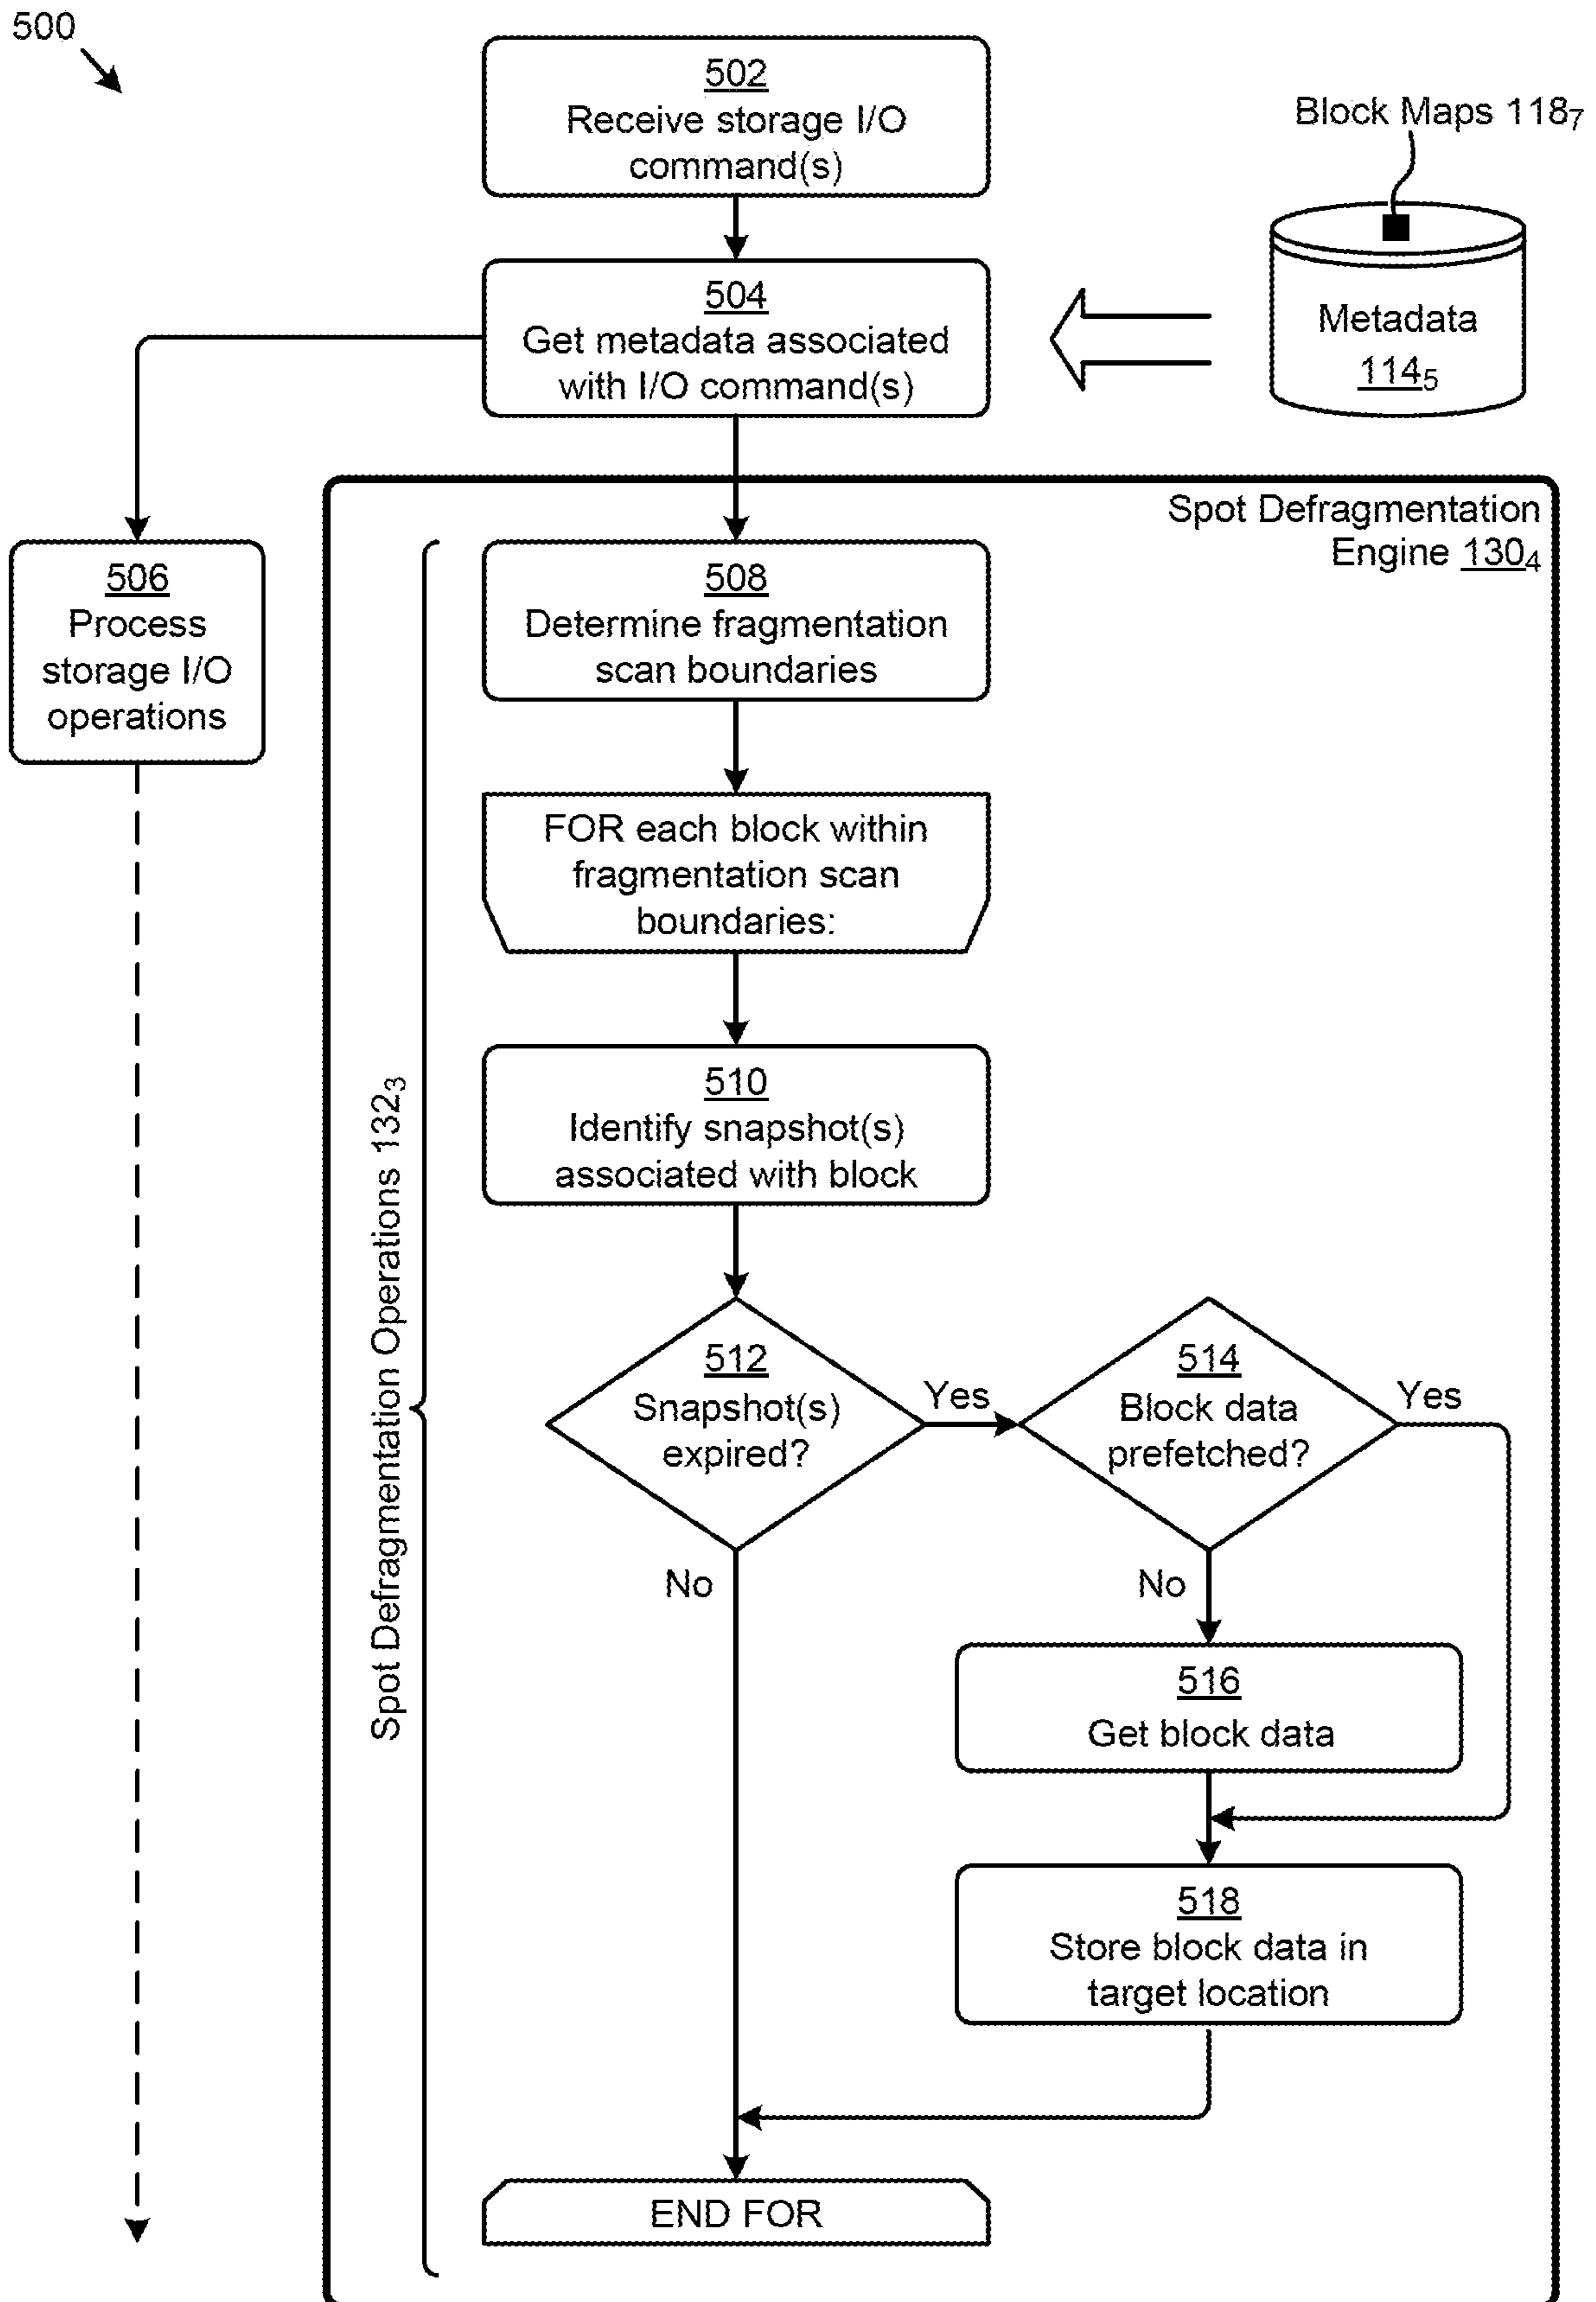 500
502
Receive storage I/O
command(s)
Block Maps 118₇
504
Get metadata associated
with I/O command(s)
Metadata
114₅
Spot Defragmentation
Engine 130₄
506
Process
storage I/O
operations
508
Determine fragmentation
scan boundaries
FOR each block within
fragmentation scan
boundaries:
Spot Defragmentation Operations 132₃
510
Identify snapshot(s)
associated with block
512
Snapshot(s)
expired?
Yes
No
514
Block data
prefetched?
Yes
No
516
Get block data
518
Store block data in
target location
END FOR